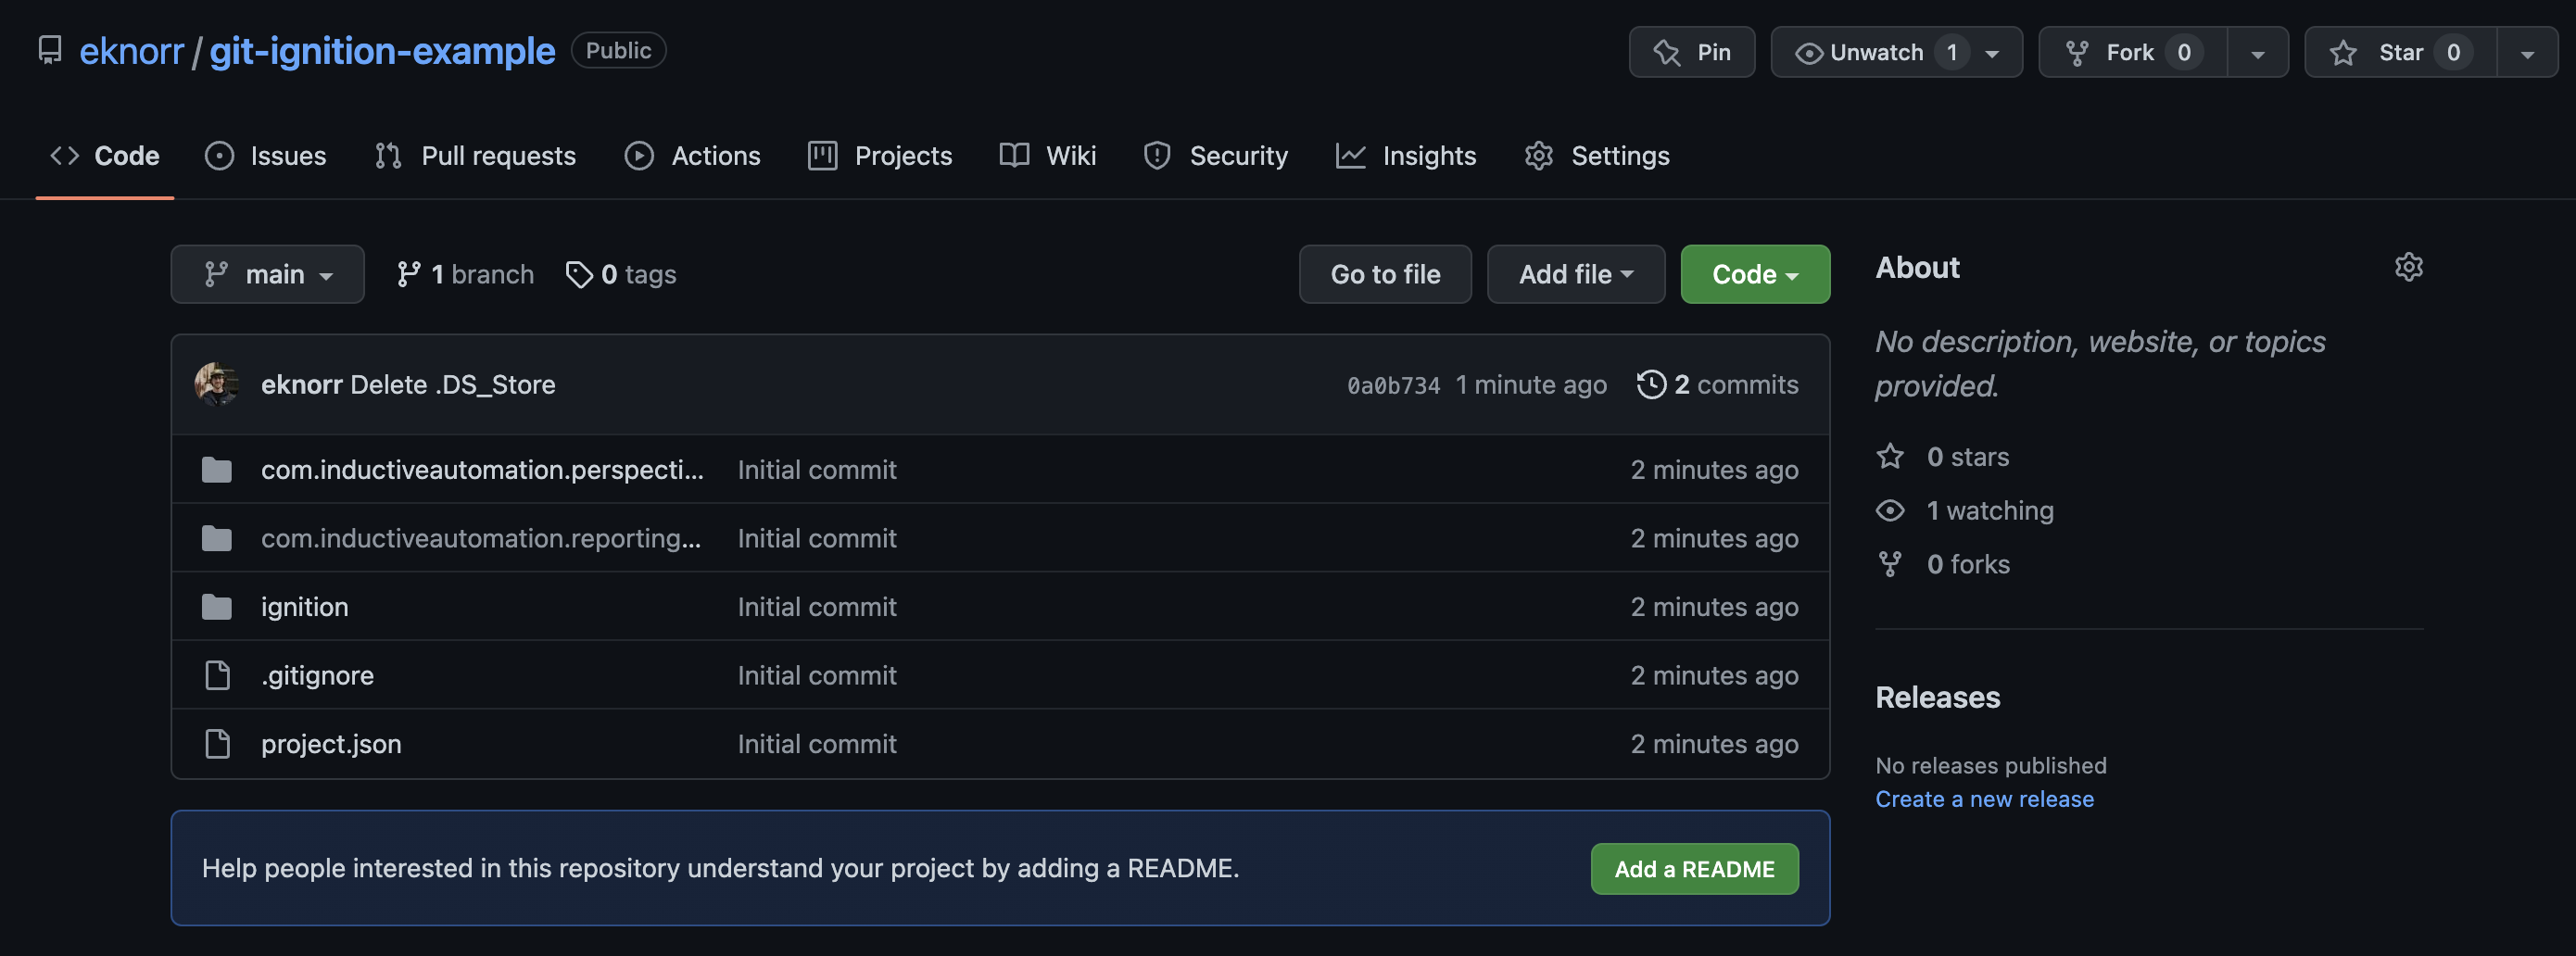 eknorr / git-ignition-example Public Pin Unwatch 1 Fork 0 Star 0
Code Issues Pull requests Actions Projects Wiki Security Insights Settings
main 1 branch 0 tags Go to file Add file Code
eknorr Delete .DS_Store 0a0b734 1 minute ago 2 commits
com.inductiveautomation.perspecti... Initial commit 2 minutes ago
com.inductiveautomation.reporting... Initial commit 2 minutes ago
ignition Initial commit 2 minutes ago
.gitignore Initial commit 2 minutes ago
project.json Initial commit 2 minutes ago
Help people interested in this repository understand your project by adding a README. Add a README
About
No description, website, or topics
provided.
0 stars
1 watching
0 forks
Releases
No releases published
Create a new release